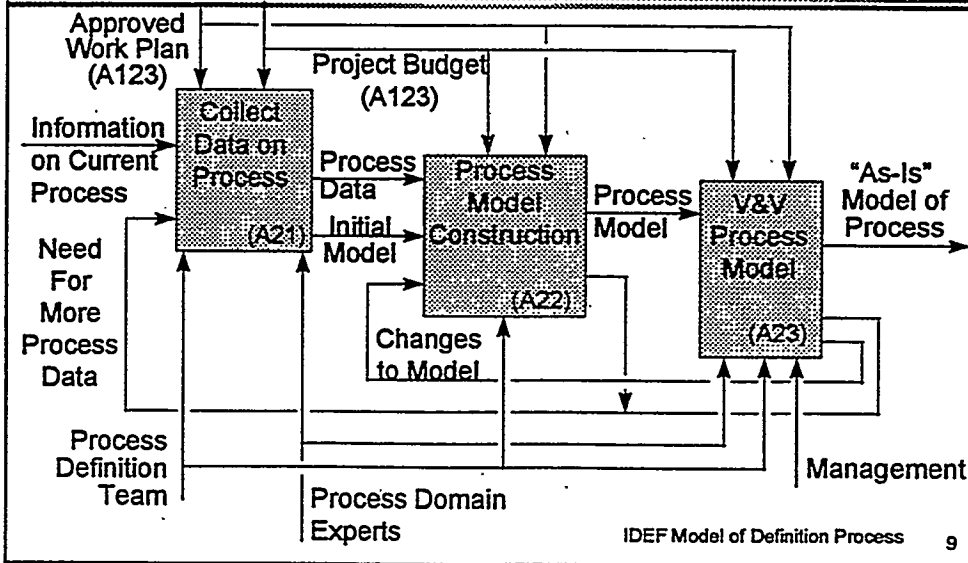 Approved
Work Plan
(A123)
Project Budget
(A123)
Information
on Current
Process
Collect
Data on
Process
(A21)
Process
Data
Initial
Model
Process
Model
Construction
(A22)
Process
Model
V&V
Process
Model
(A23)
"As-Is"
Model of
Process
Need
For
More
Process
Data
Changes
to Model
Process
Definition
Team
Process Domain
Experts
Management
IDEF Model of Definition Process 9